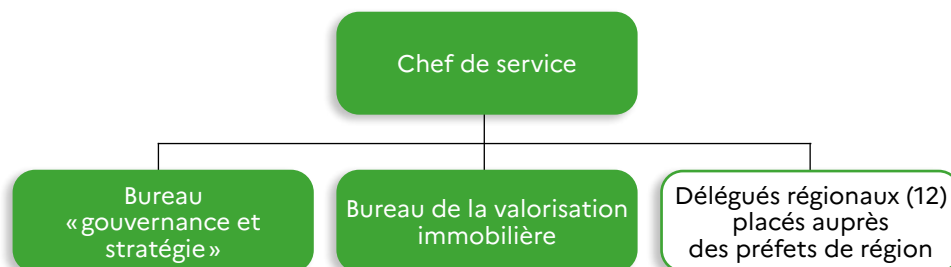 Chef de service
Bureau
«gouvernance et
stratégie»
Bureau de la valorisation
immobilière
Délégués régionaux (12)
placés auprès
des préfets de région